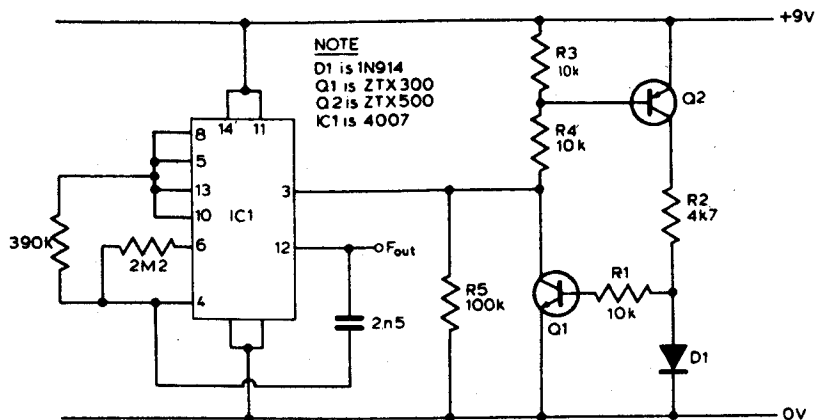 +9V
NOTE
D1 is 1N914
Q1 is ZTX300
Q2 is ZTX500
IC1 is 4007
R3
10k
Q2
14
11
8
5
13
10
6
4
3
12
IC1
R4
10k
R2
4k7
390K
2M2
Fout
2n5
R5
100k
R1
10k
Q1
D1
0V